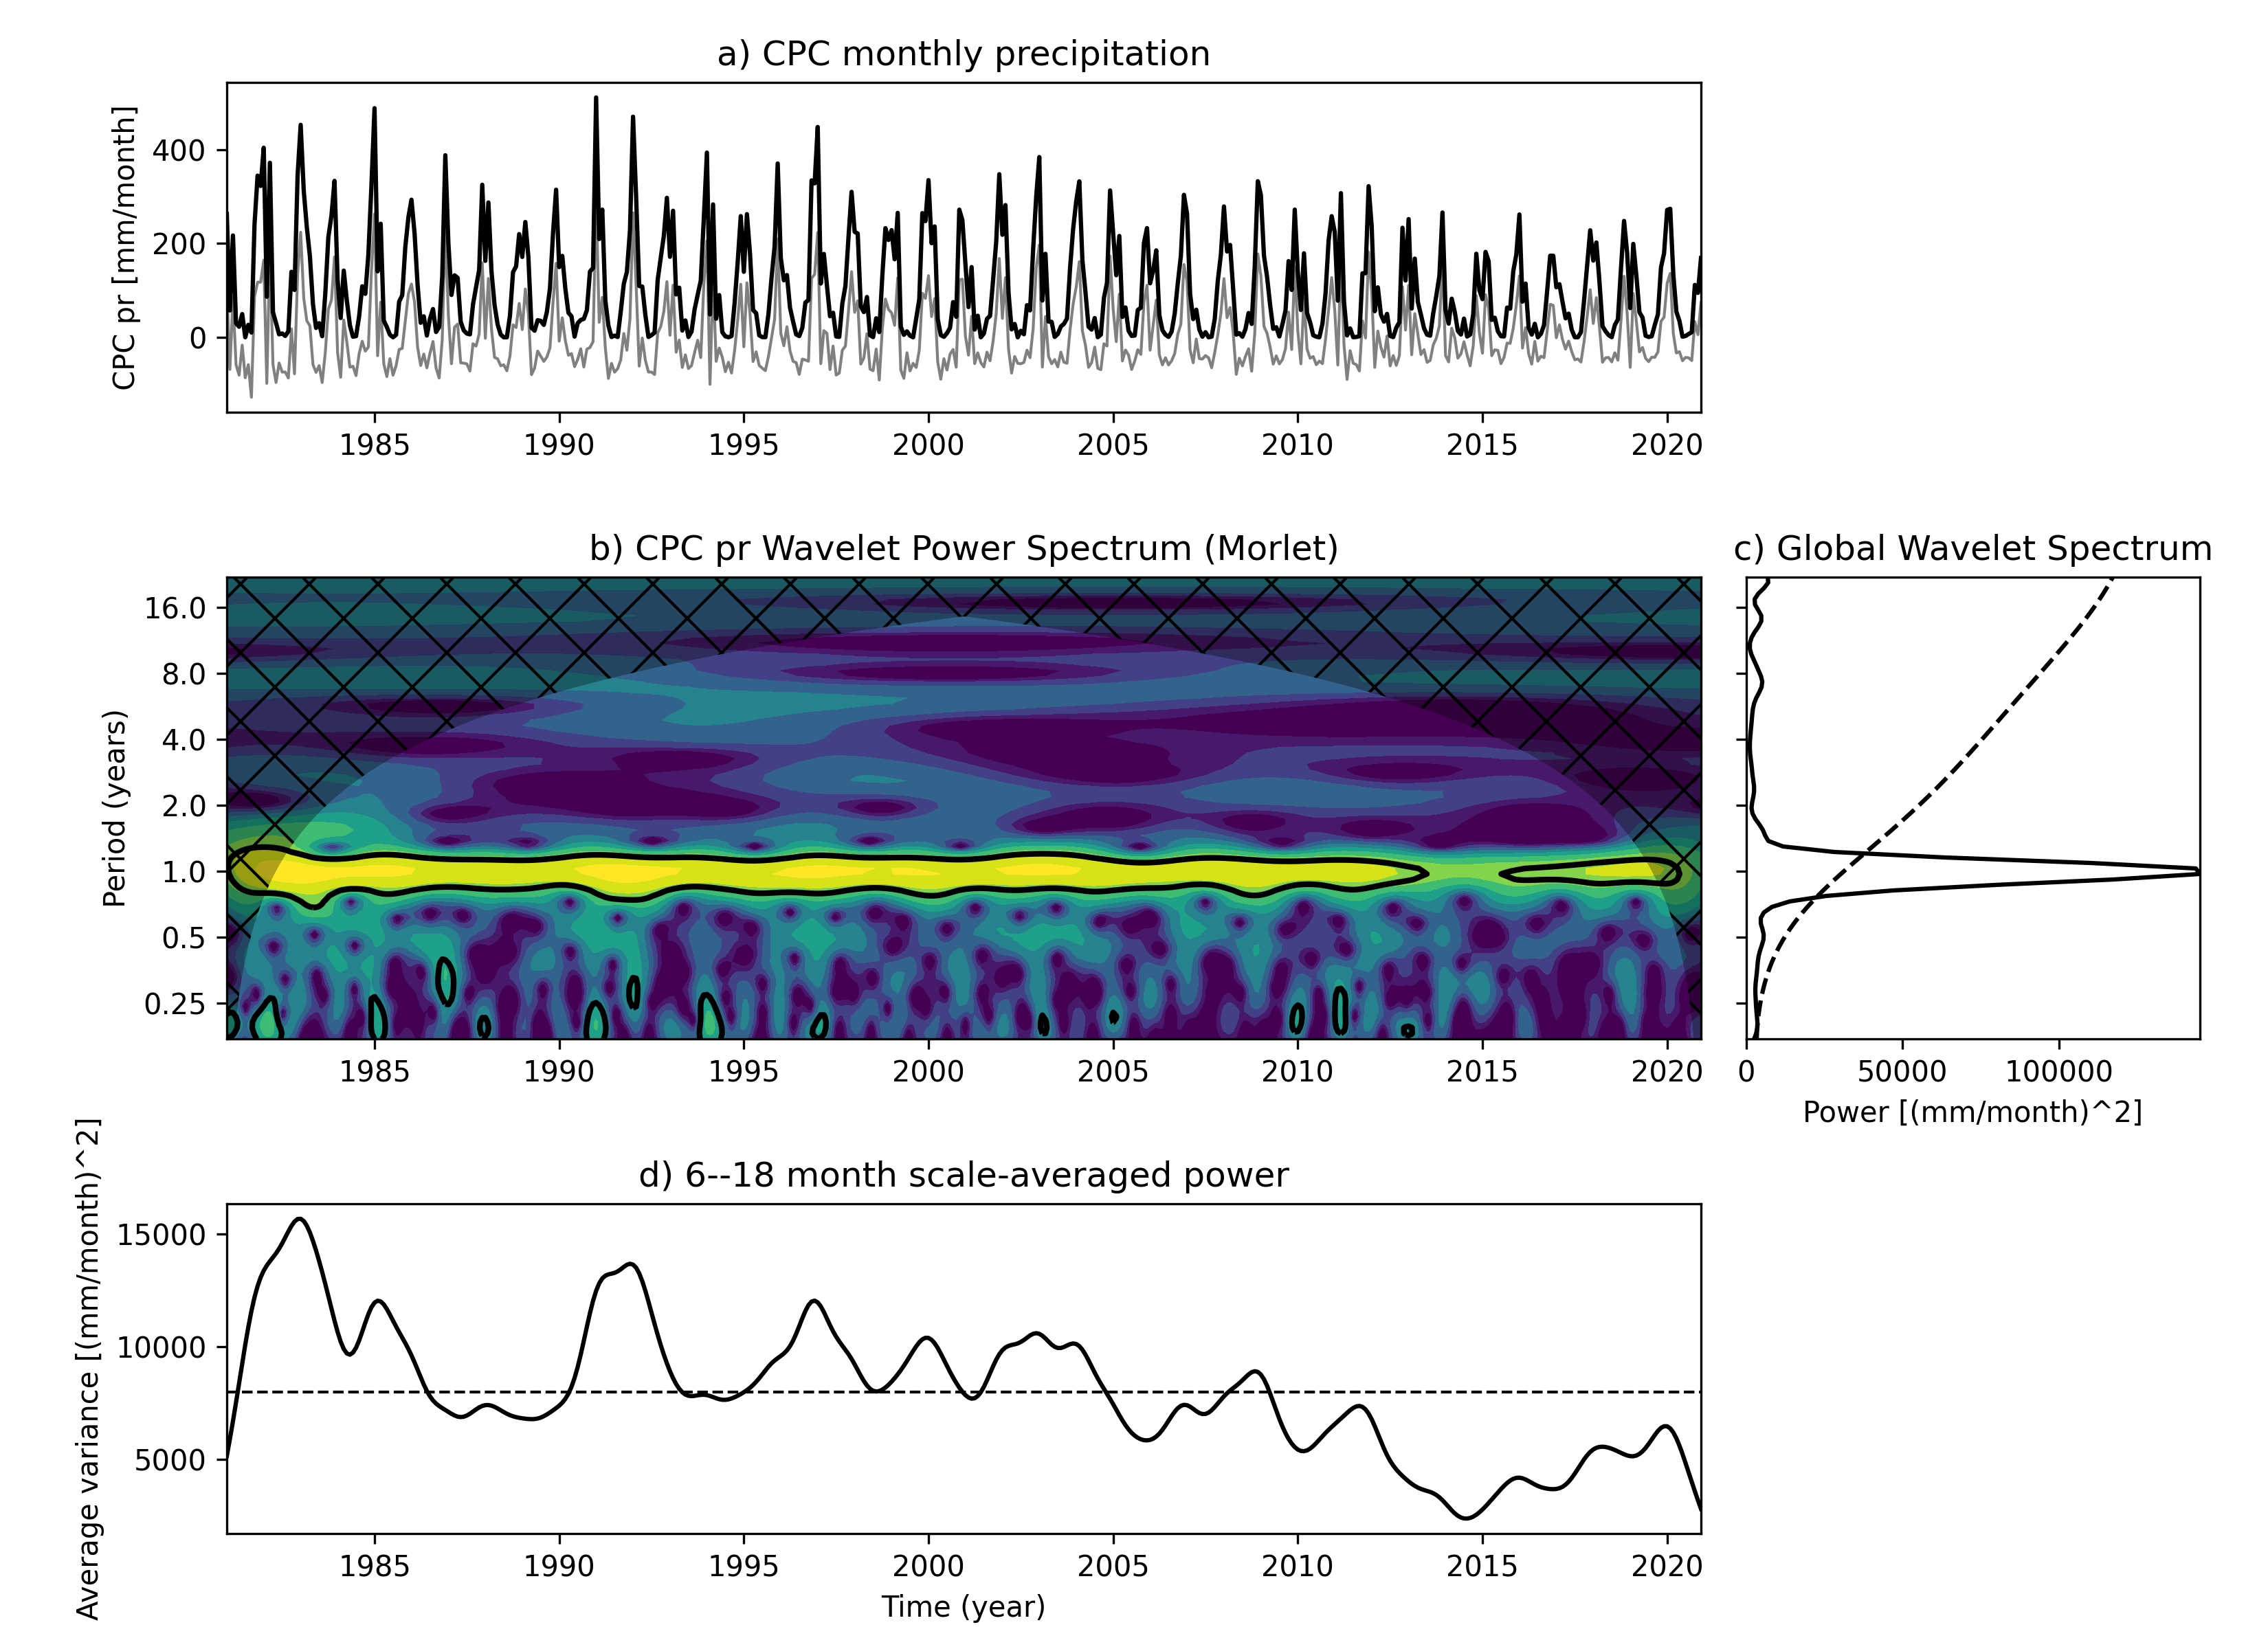 a) CPC monthly precipitation
CPC pr [mm/month]
400
200
0
1985 1990 1995 2000 2005 2010 2015 2020
b) CPC pr Wavelet Power Spectrum (Morlet)
Period (years)
16.0
8.0
4.0
2.0
1.0
0.5
0.25
1985 1990 1995 2000 2005 2010 2015 2020
c) Global Wavelet Spectrum
0 50000 100000
Power [(mm/month)^2]
d) 6--18 month scale-averaged power
Average variance [(mm/month)^2]
15000
10000
5000
1985 1990 1995 2000 2005 2010 2015 2020
Time (year)